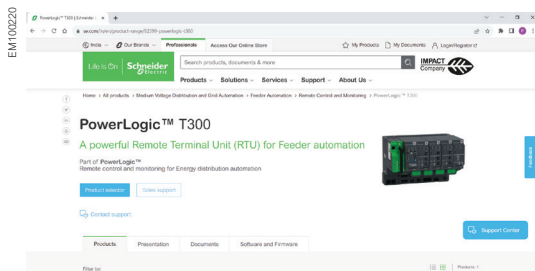 EM100220
PowerLogic™ T300 | Schneider
se.com/in/en/product-range/62399-powerlogic-t300
India
Our Brands
Professionals
Access Our Online Store
My Products
My Documents
Login/Register
Life Is On
Schneider Electric
Search products, documents & more
IMPACT Company
Products
Solutions
Services
Support
About Us
Home > All products > Medium Voltage Distribution and Grid Automation > Feeder Automation > Remote Control and Monitoring > PowerLogic™ T300
PowerLogic™ T300
A powerful Remote Terminal Unit (RTU) for Feeder automation
Part of PowerLogic™
Remote control and monitoring for Energy distribution automation
Product selector
Sales support
Contact support
Feedback
Support Center
Products
Presentation
Documents
Software and Firmware
Filter by: